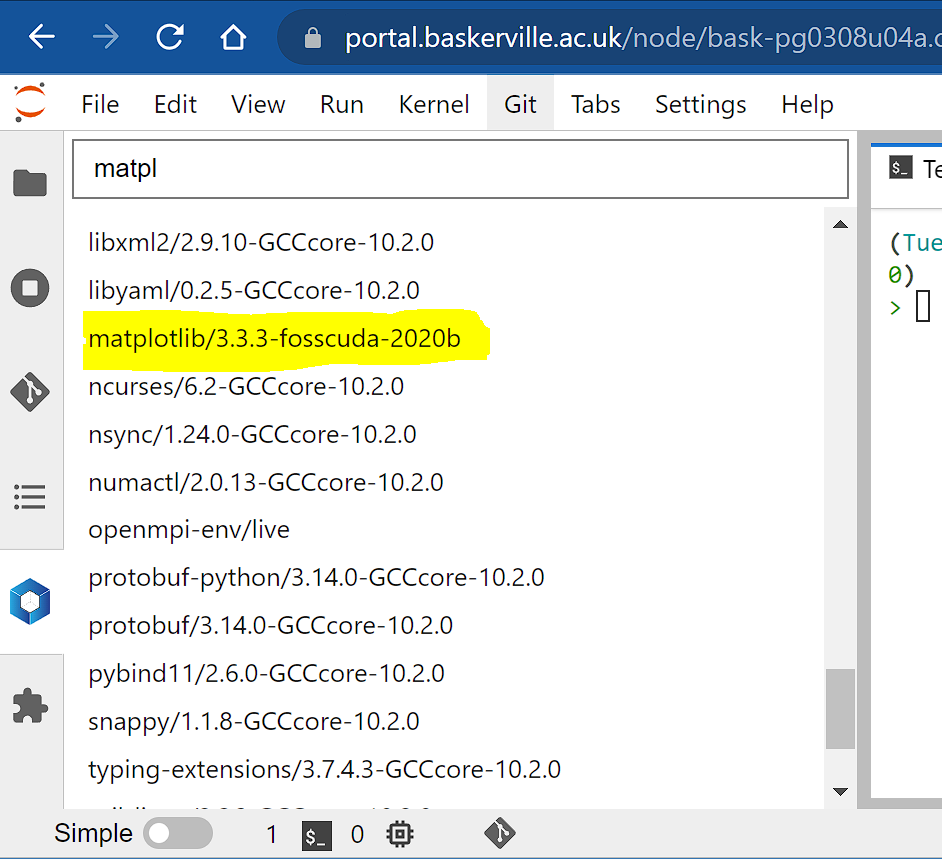 portal.baskerville.ac.uk/node/bask-pg0308u04a.
File Edit View Run Kernel Git Tabs Settings Help
matpl
$_ Te
libxml2/2.9.10-GCCcore-10.2.0
(Tue
libyaml/0.2.5-GCCcore-10.2.0
0)
matplotlib/3.3.3-fosscuda-2020b
>
ncurses/6.2-GCCcore-10.2.0
nsync/1.24.0-GCCcore-10.2.0
numactl/2.0.13-GCCcore-10.2.0
openmpi-env/live
protobuf-python/3.14.0-GCCcore-10.2.0
protobuf/3.14.0-GCCcore-10.2.0
pybind11/2.6.0-GCCcore-10.2.0
snappy/1.1.8-GCCcore-10.2.0
typing-extensions/3.7.4.3-GCCcore-10.2.0
Simple 1 $_ 0